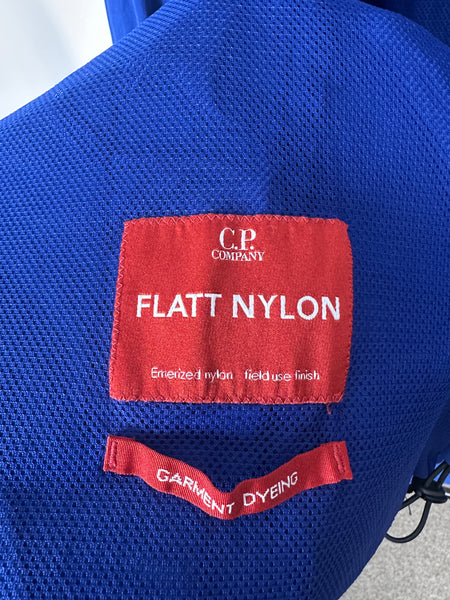 C.P.
COMPANY
FLATT NYLON
Emerized nylon field use finish
GARMENT DYEING